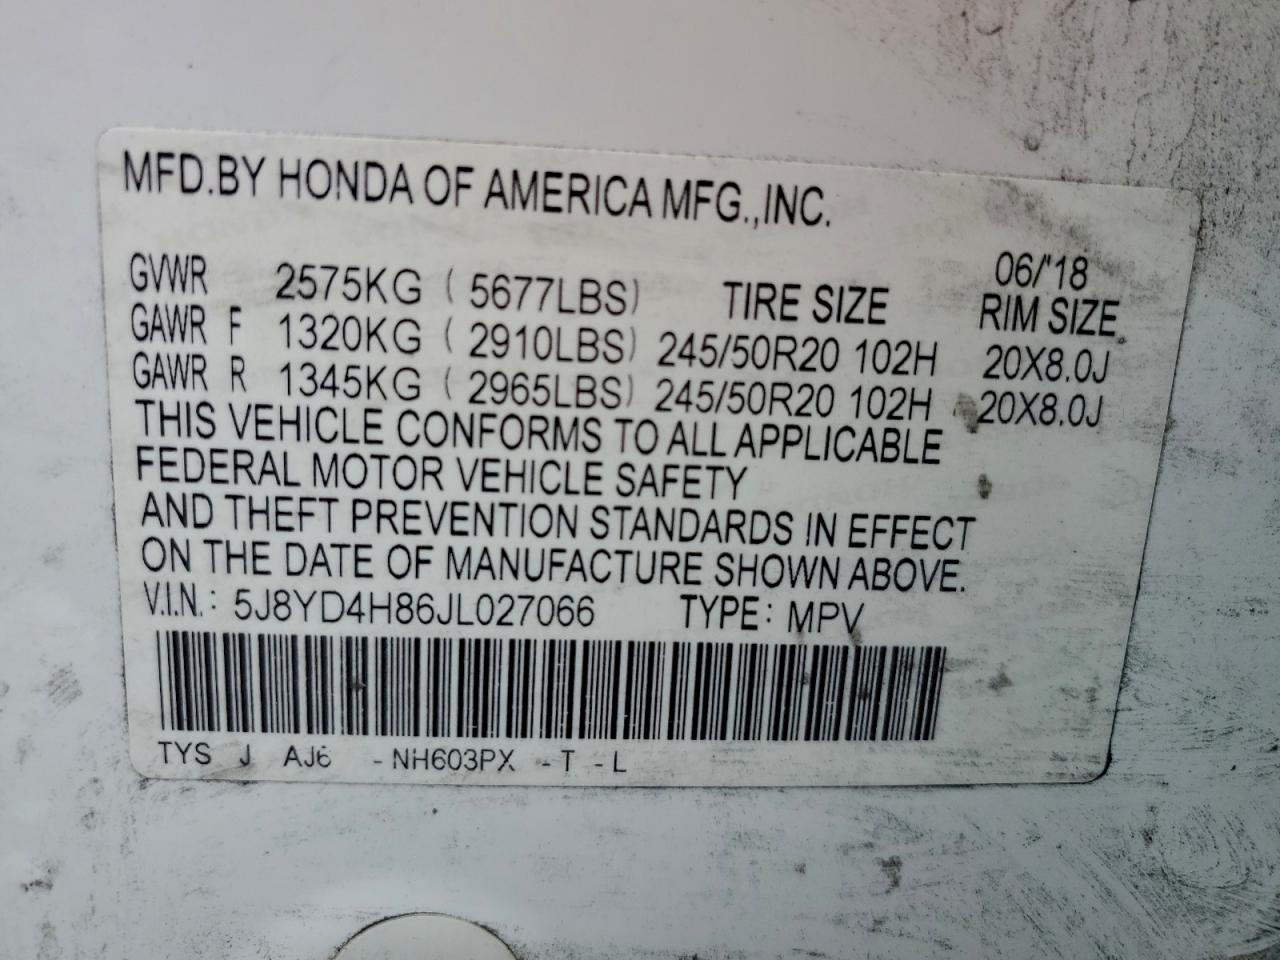 MFD.BY HONDA OF AMERICA MFG.,INC.
06/'18
GVWR 2575KG ( 5677LBS) TIRE SIZE RIM SIZE
GAWR F 1320KG ( 2910LBS) 245/50R20 102H 20X8.0J
GAWR R 1345KG ( 2965LBS) 245/50R20 102H 20X8.0J
THIS VEHICLE CONFORMS TO ALL APPLICABLE
FEDERAL MOTOR VEHICLE SAFETY
AND THEFT PREVENTION STANDARDS IN EFFECT
ON THE DATE OF MANUFACTURE SHOWN ABOVE.
V.I.N.: 5J8YD4H86JL027066 TYPE: MPV
TYS J AJ6 - NH603PX - T - L